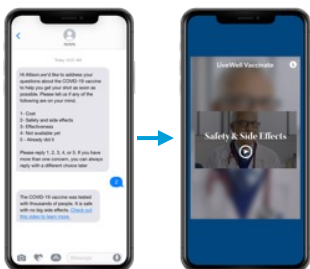 Hi Allison,we'd like to address your
questions about the COVID-19 vaccine
to help you get your shot as soon as
possible. Please tell us if any of the
following are on your mind.
1- Cost
2- Safety and side effects
3- Effectiveness
4- Not available yet
5 - Already did it
Please reply 1, 2, 3, 4, or 5. If you have
more than one concern, you can always
reply with a different choice later
2
The COVID-19 vaccine was tested
with thousands of people. It is safe
with no big side effects. Check out
this video to learn more.
iMessage
LiveWell Vaccinate
Safety & Side Effects